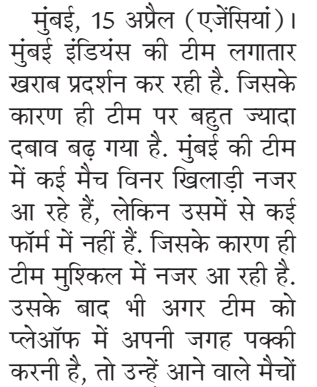 मुंबई, 15 अप्रैल (एजेंसियां)।
मुंबई इंडियंस की टीम लगातार
खराब प्रदर्शन कर रही है. जिसके
कारण ही टीम पर बहुत ज्यादा
दबाव बढ़ गया है. मुंबई की टीम
में कई मैच विनर खिलाड़ी नजर
आ रहे हैं, लेकिन उसमें से कई
फॉर्म में नहीं हैं. जिसके कारण ही
टीम मुश्किल में नजर आ रही है.
उसके बाद भी अगर टीम को
प्लेऑफ में अपनी जगह पक्की
करनी है, तो उन्हें आने वाले मैचों